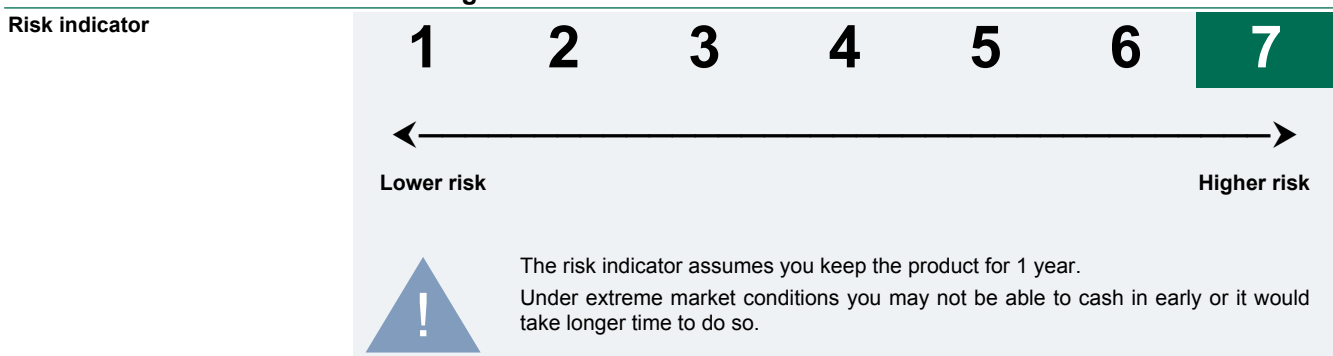 Risk indicator
1 2 3 4 5 6 7
Lower risk Higher risk
!
The risk indicator assumes you keep the product for 1 year.
Under extreme market conditions you may not be able to cash in early or it would
take longer time to do so.